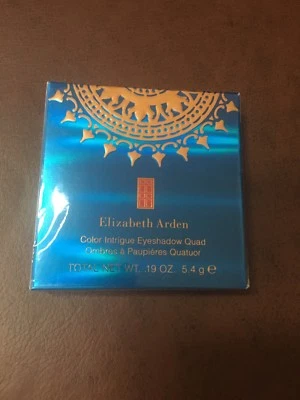 Elizabeth Arden
Color Intrigue Eyeshadow Quad
Ombres à Paupières Quatuor
TOTAL NET WT. .19 OZ. 5.4 g ℮